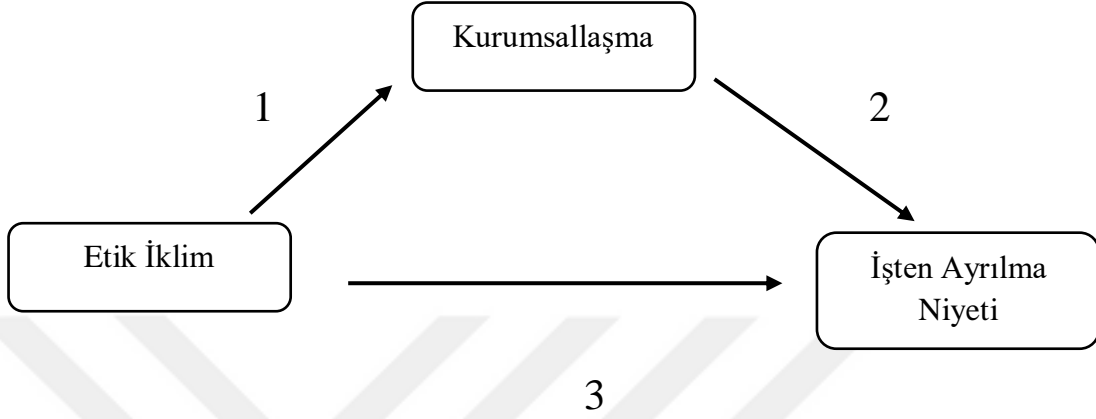 Kurumsallaşma
1
2
Etik İklim
İşten Ayrılma
Niyeti
3